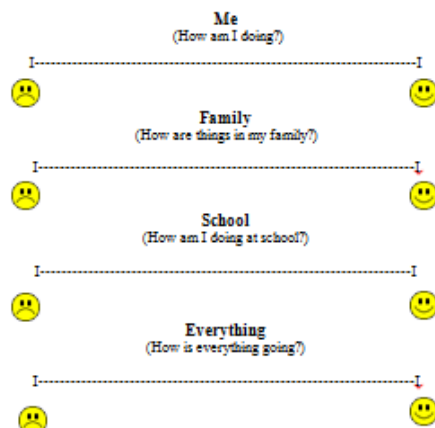 Me
(How am I doing?)
I------------------------------------------------------------------I
Family
(How are things in my family?)
I------------------------------------------------------------------I
School
(How am I doing at school?)
I------------------------------------------------------------------I
Everything
(How is everything going?)
I------------------------------------------------------------------I